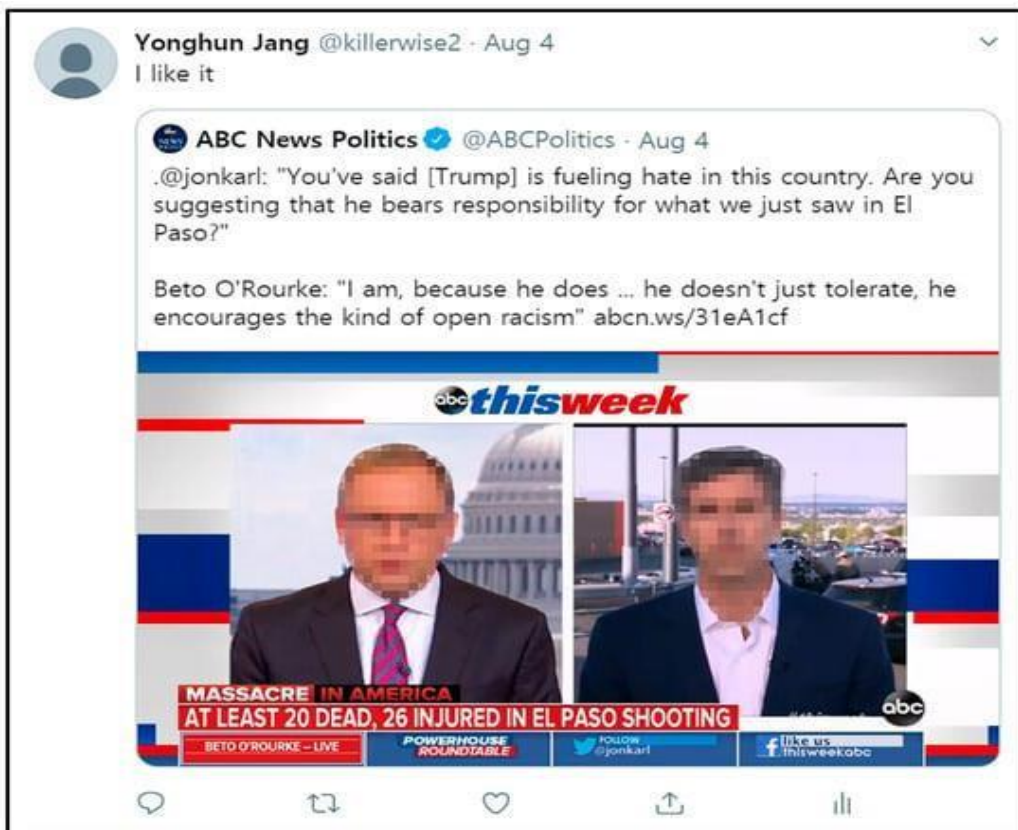 Yonghun Jang @killerwise2 · Aug 4
I like it
ABC News Politics @ABCPolitics · Aug 4
.@jonkarl: "You've said [Trump] is fueling hate in this country. Are you
suggesting that he bears responsibility for what we just saw in El
Paso?"
Beto O'Rourke: "I am, because he does ... he doesn't just tolerate, he
encourages the kind of open racism" abcn.ws/31eA1cf
abc thisweek
MASSACRE IN AMERICA
AT LEAST 20 DEAD, 26 INJURED IN EL PASO SHOOTING
abc
BETO O'ROURKE – LIVE
POWERHOUSE
ROUNDTABLE
FOLLOW
@jonkarl
like us
thisweekabc